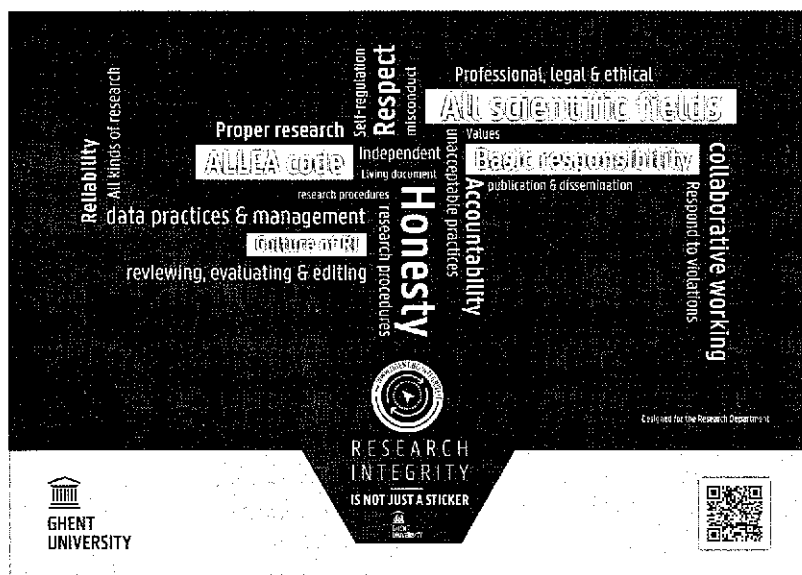 Reliability
All kinds of research
Proper research
ALLEA code
Self-regulation
Respect
misconduct
Independent
Living document
research procedures
data practices & management
Culture of RI
reviewing, evaluating & editing
research procedures
Honesty
Professional, legal & ethical
All scientific fields
Values
Basic responsibility
publication & dissemination
unacceptable practices
Accountability
collaborative working
Respond to violations
Designed for the Research Department
RESEARCH
INTEGRITY
IS NOT JUST A STICKER
GHENT
UNIVERSITY
GHENT
UNIVERSITY